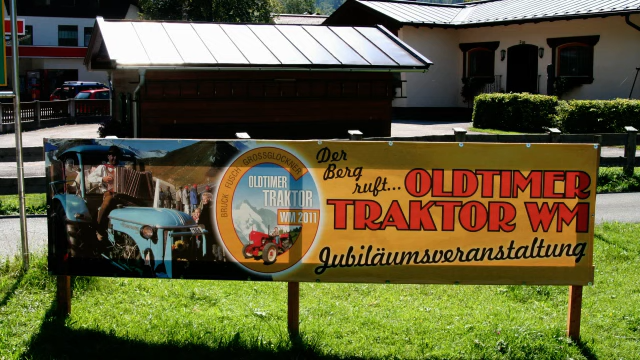 BRUCK FUSCH GROSSGLOCKNER
OLDTIMER
TRAKTOR
WM 2011
Der
Berg
ruft...
OLDTIMER
TRAKTOR WM
Jubiläumsveranstaltung